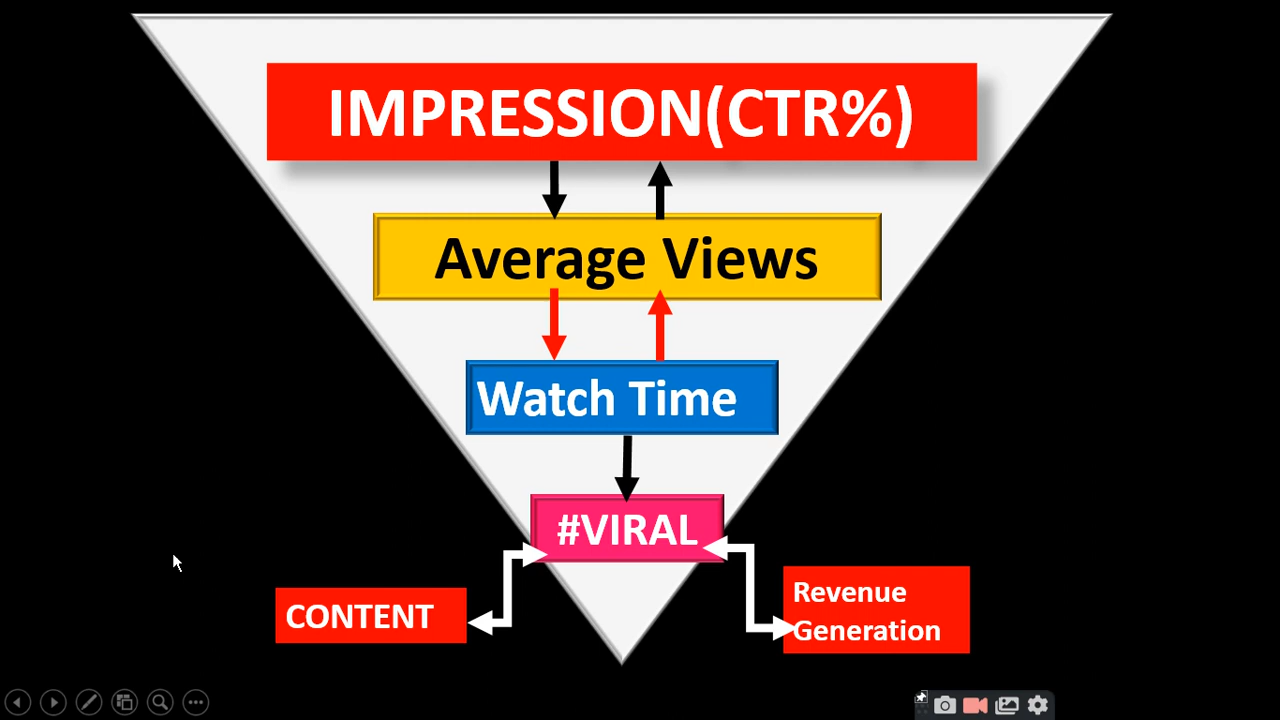 IMPRESSION(CTR%)
Average Views
Watch Time
#VIRAL
CONTENT
Revenue
Generation